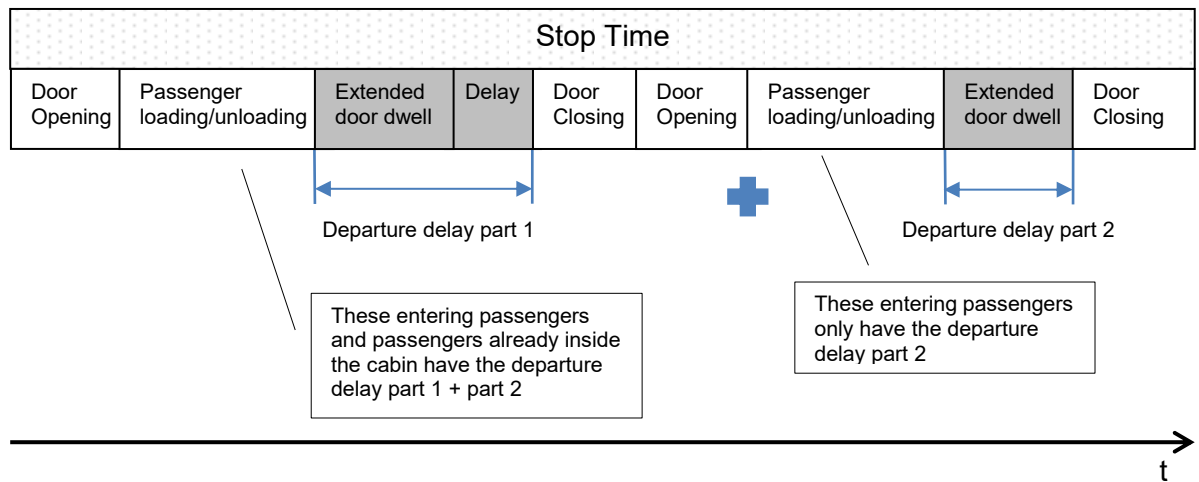 Stop Time
Door
Opening
Passenger
loading/unloading
Extended
door dwell
Delay
Door
Closing
Door
Opening
Passenger
loading/unloading
Extended
door dwell
Door
Closing
Departure delay part 1
Departure delay part 2
These entering passengers
and passengers already inside
the cabin have the departure
delay part 1 + part 2
These entering passengers
only have the departure
delay part 2
t